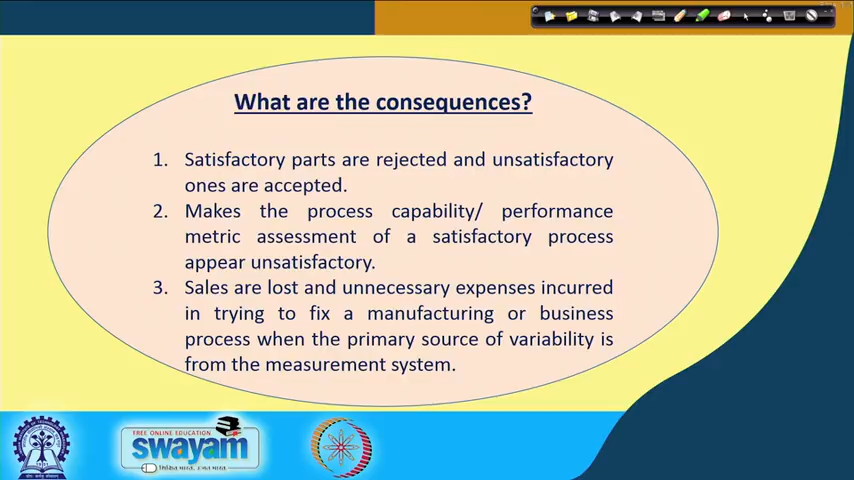 What are the consequences?
1. Satisfactory parts are rejected and unsatisfactory
ones are accepted.
2. Makes the process capability/ performance
metric assessment of a satisfactory process
appear unsatisfactory.
3. Sales are lost and unnecessary expenses incurred
in trying to fix a manufacturing or business
process when the primary source of variability is
from the measurement system.
FREE ONLINE EDUCATION
swayam